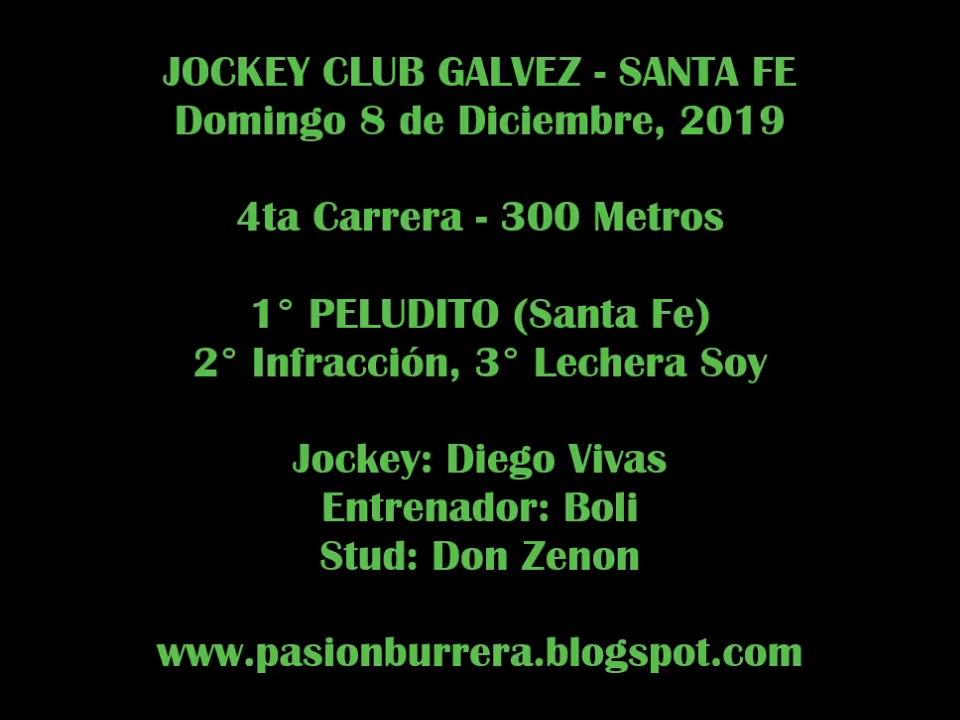 JOCKEY CLUB GALVEZ - SANTA FE
Domingo 8 de Diciembre, 2019
4ta Carrera - 300 Metros
1° PELUDITO (Santa Fe)
2° Infracción, 3° Lechera Soy
Jockey: Diego Vivas
Entrenador: Boli
Stud: Don Zenon
www.pasionburrera.blogspot.com